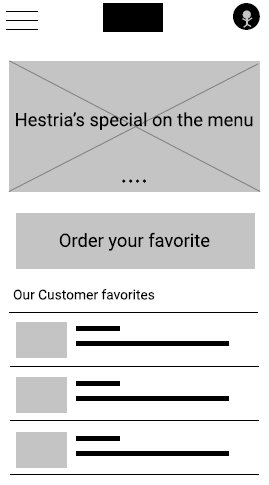 Hestria's special on the menu
Order your favorite
Our Customer favorites